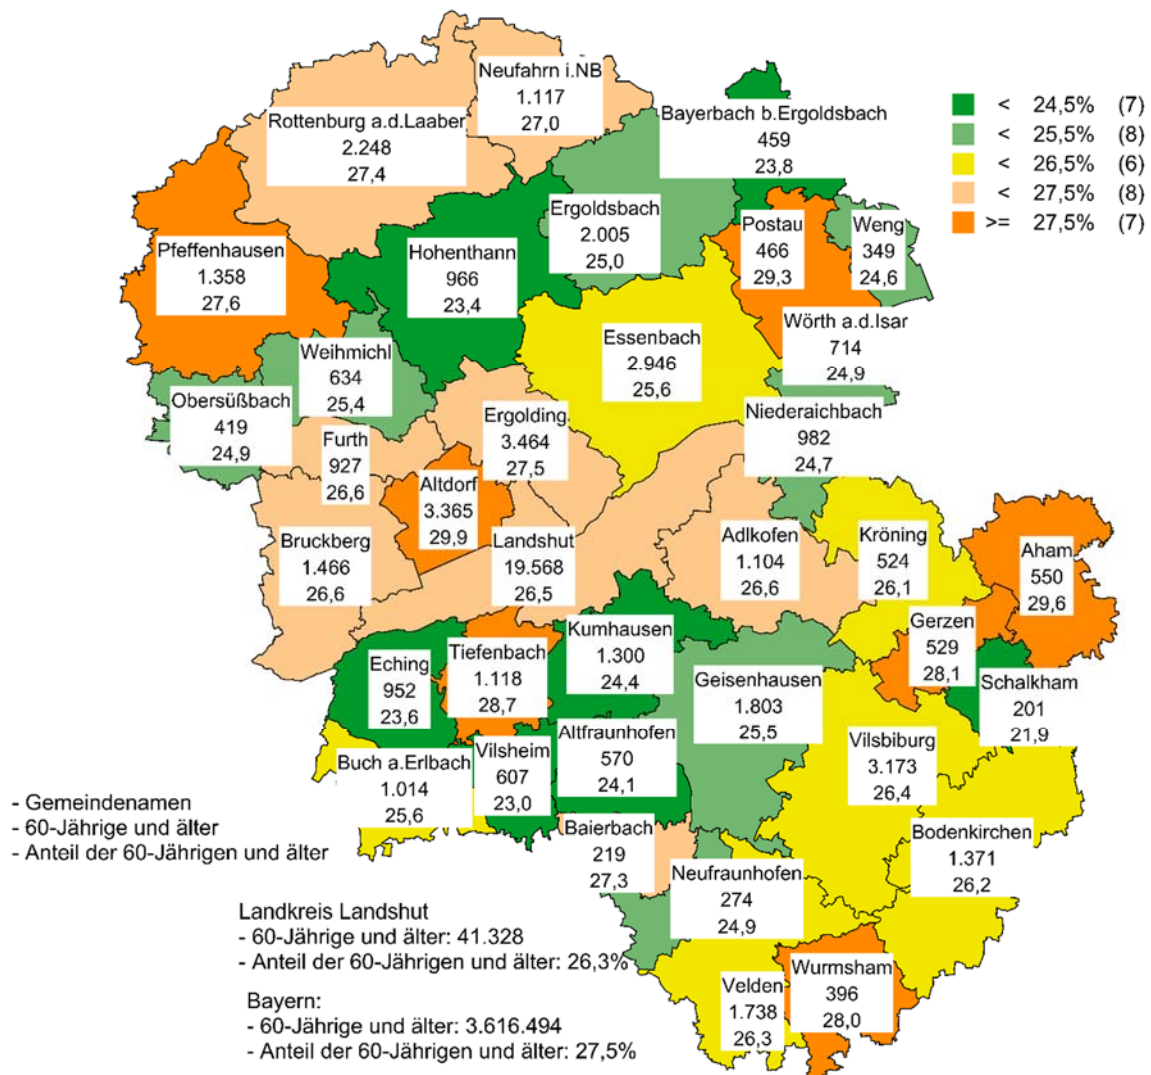 Neufahrn i.NB
1.117
27,0
Rottenburg a.d.Laaber
2.248
27,4
Bayerbach b.Ergoldsbach
459
23,8
< 24,5% (7)
< 25,5% (8)
< 26,5% (6)
< 27,5% (8)
>= 27,5% (7)
Pfeffenhausen
1.358
27,6
Hohenthann
966
23,4
Ergoldsbach
2.005
25,0
Postau
466
29,3
Weng
349
24,6
Weihmichl
634
25,4
Essenbach
2.946
25,6
Wörth a.d.Isar
714
24,9
Obersüßbach
419
24,9
Furth
927
26,6
Ergolding.
3.464
27,5
Niederaichbach
982
24,7
Altdorf
3.365
29,9
Bruckberg
1.466
26,6
Landshut
19.568
26,5
Adlkofen
1.104
26,6
Kröning
524
26,1
Aham
550
29,6
Eching
952
23,6
Tiefenbach
1.118
28,7
Kumhausen
1.300
24,4
Geisenhausen
1.803
25,5
Gerzen
529
28,1
Schalkham
201
21,9
Buch a.Erlbach
1.014
25,6
Vilsheim
607
23,0
Altfraunhofen
570
24,1
Vilsbiburg
3.173
26,4
Baierbach
219
27,3
Neufraunhofen
274
24,9
Bodenkirchen
1.371
26,2
Velden
1.738
26,3
Wurmsham
396
28,0
- Gemeindenamen
- 60-Jährige und älter
- Anteil der 60-Jährigen und älter
Landkreis Landshut
- 60-Jährige und älter: 41.328
- Anteil der 60-Jährigen und älter: 26,3%
Bayern:
- 60-Jährige und älter: 3.616.494
- Anteil der 60-Jährigen und älter: 27,5%